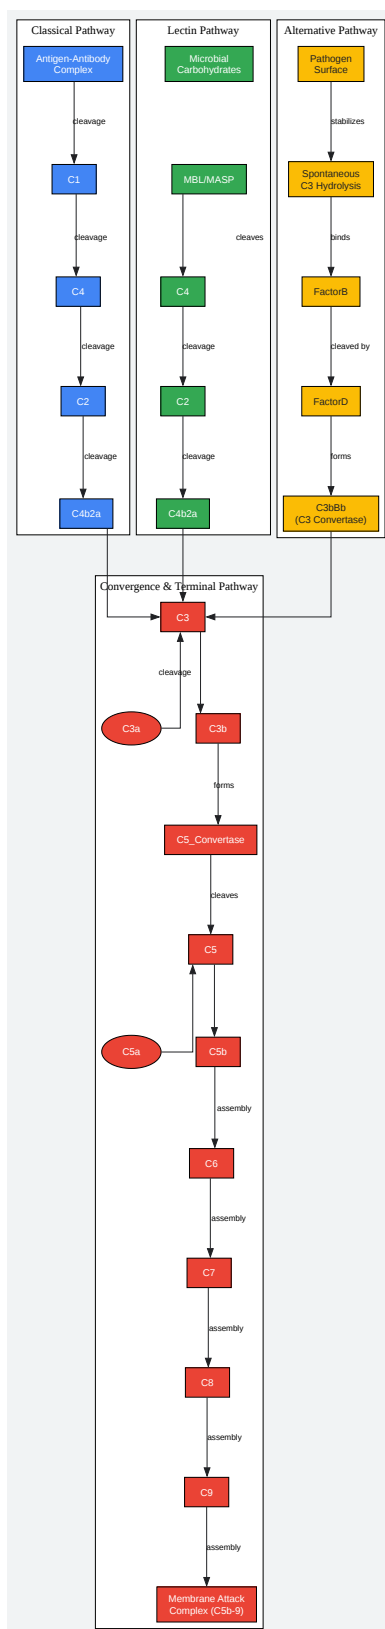 Classical Pathway
Antigen-Antibody
Complex
cleavage
C1
cleavage
C4
cleavage
C2
cleavage
C4b2a
Lectin Pathway
Microbial
Carbohydrates
MBL/MASP
cleaves
C4
cleavage
C2
cleavage
C4b2a
Alternative Pathway
Pathogen
Surface
stabilizes
Spontaneous
C3 Hydrolysis
binds
FactorB
cleaved by
FactorD
forms
C3bBb
(C3 Convertase)
Convergence & Terminal Pathway
C3
cleavage
C3a
C3b
forms
C5_Convertase
cleaves
C5
C5a
C5b
assembly
C6
assembly
C7
assembly
C8
assembly
C9
assembly
Membrane Attack
Complex (C5b-9)